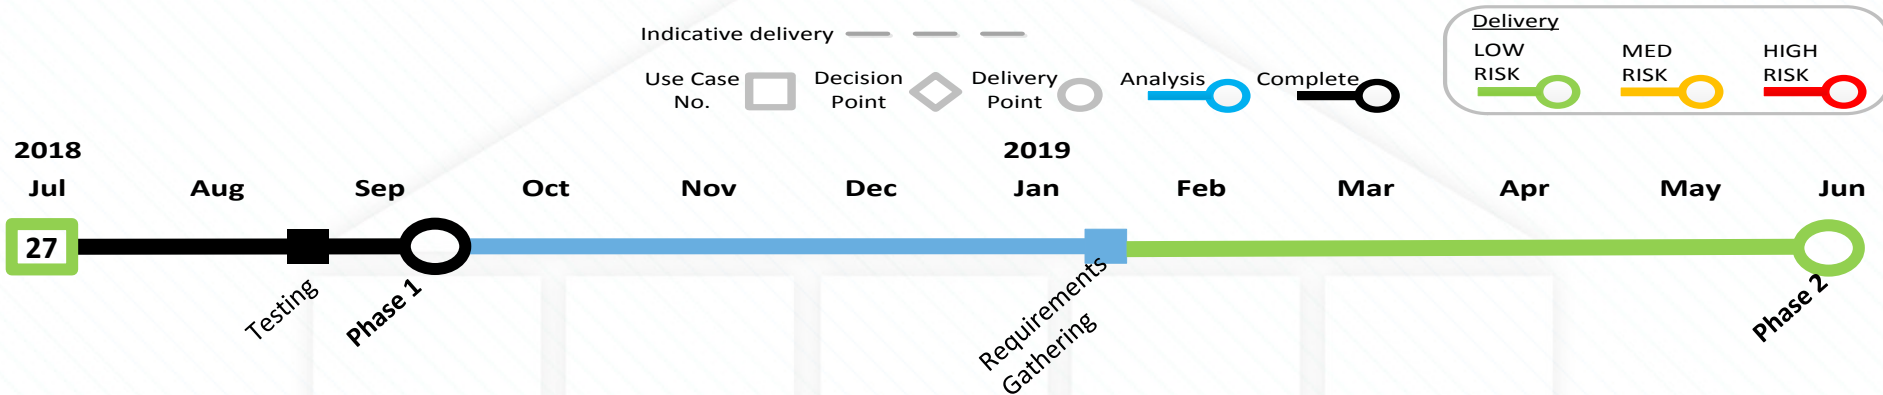 Indicative delivery
Use Case
No.
Decision
Point
Delivery
Point
Analysis
Complete
Delivery
LOW
RISK
MED
RISK
HIGH
RISK
2018
2019
Jul Aug Sep Oct Nov Dec Jan Feb Mar Apr May Jun
27
Testing
Phase 1
Requirements
Gathering
Phase 2